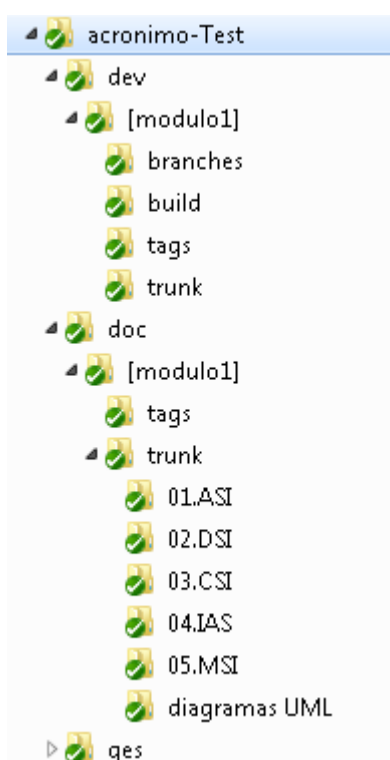 acronimo-Test
dev
[modulo1]
branches
build
tags
trunk
doc
[modulo1]
tags
trunk
01.ASI
02.DSI
03.CSI
04.IAS
05.MSI
diagramas UML
ges